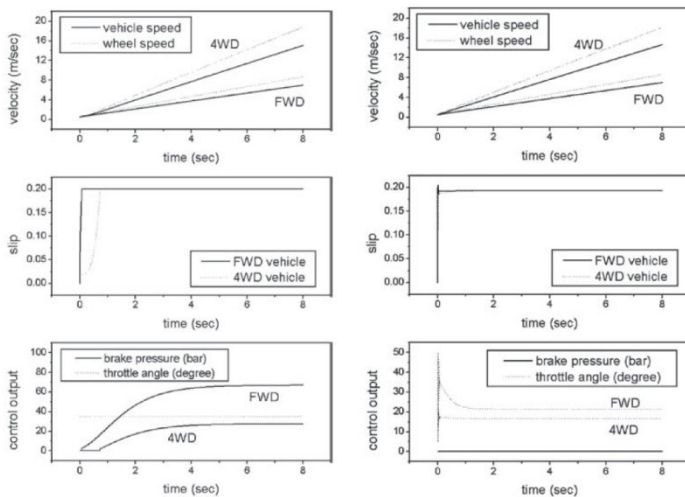 velocity (m/sec)
20
16
12
8
4
0
vehicle speed
wheel speed
4WD
FWD
0 2 4 6 8
time (sec)
velocity (m/sec)
20
16
12
8
4
0
vehicle speed
wheel speed
4WD
FWD
0 2 4 6 8
time (sec)
slip
0.20
0.15
0.10
0.05
0.00
FWD vehicle
4WD vehicle
0 2 4 6 8
time (sec)
slip
0.20
0.15
0.10
0.05
0.00
FWD vehicle
4WD vehicle
0 2 4 6 8
time (sec)
control output
100
80
60
40
20
0
brake pressure (bar)
throttle angle (degree)
FWD
4WD
0 2 4 6 8
time (sec)
control output
50
40
30
20
10
0
brake pressure (bar)
throttle angle (degree)
FWD
4WD
0 2 4 6 8
time (sec)